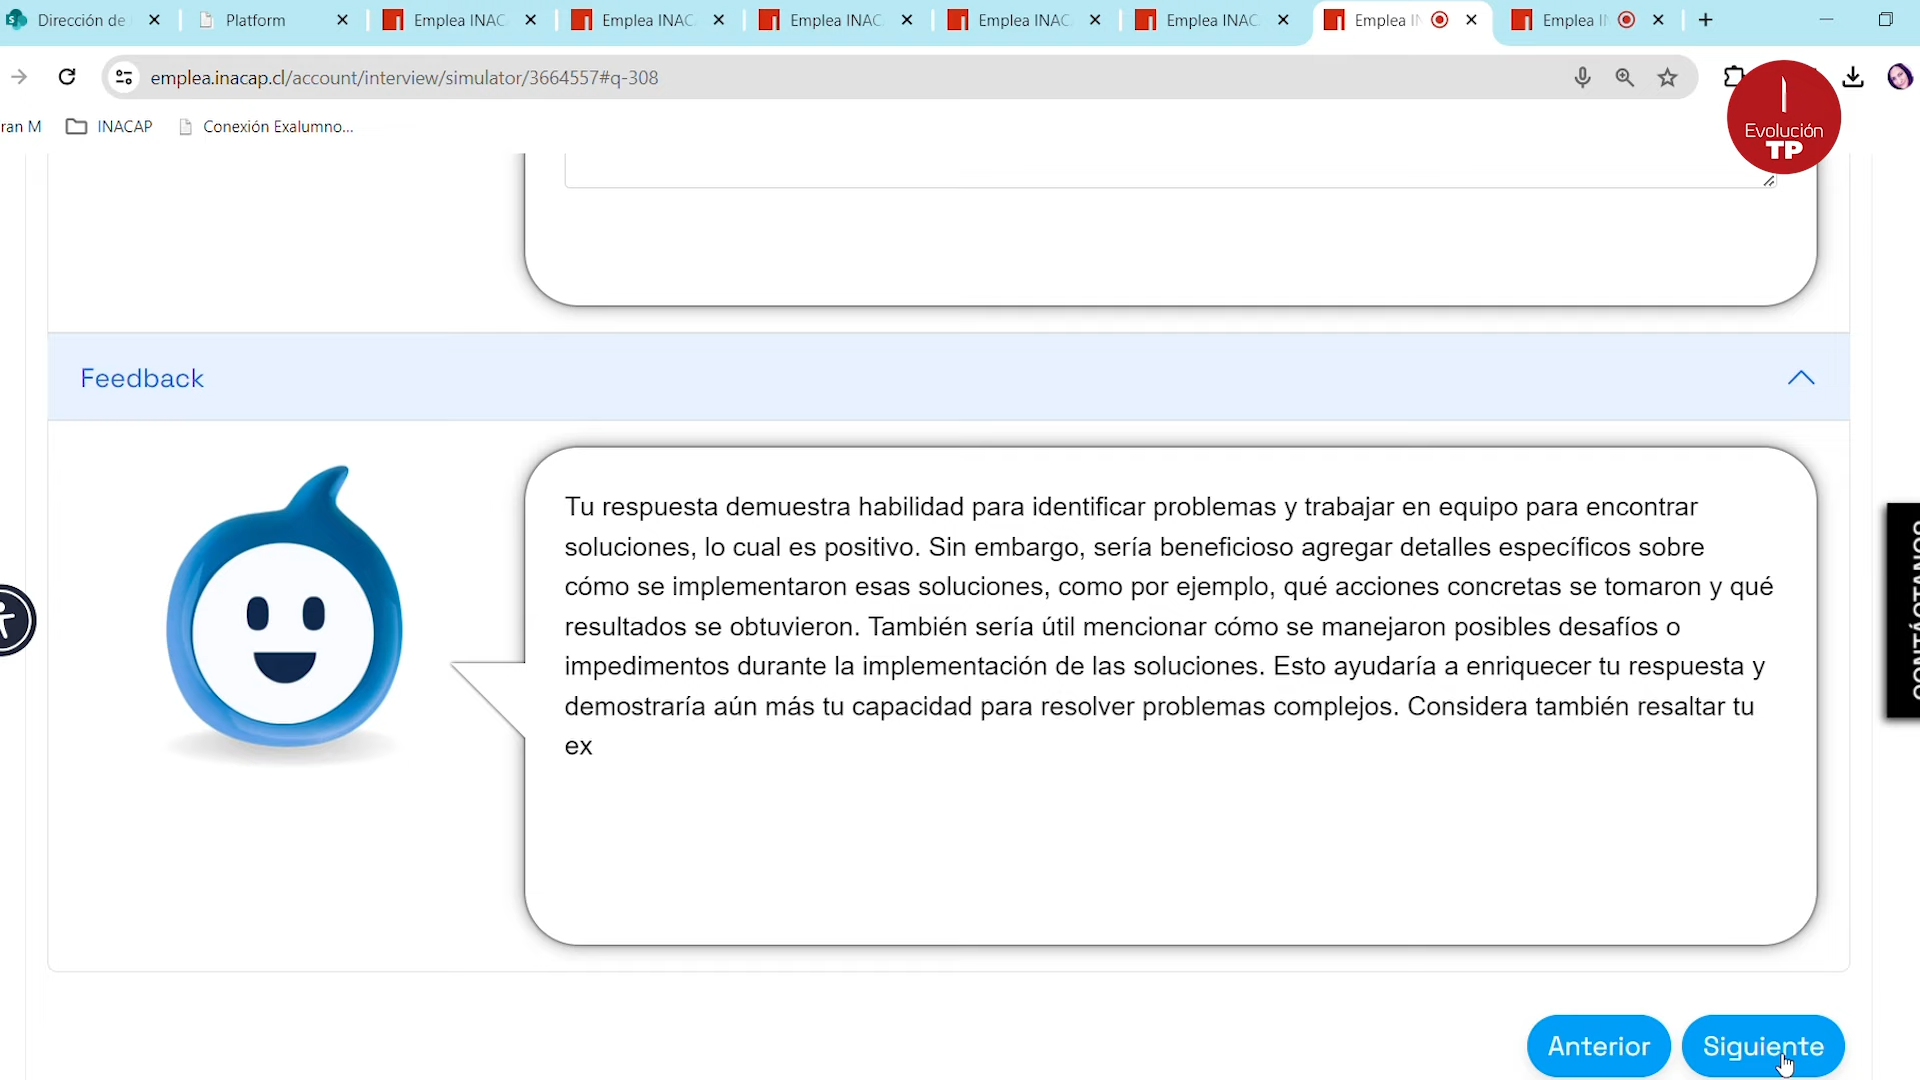 Dirección de
Platform
Emplea INAC
Emplea INAC
Emplea INAC
Emplea INAC
Emplea INAC
Emplea IN
Emplea IN
emplea.inacap.cl/account/interview/simulator/3664557#q-308
ran M
INACAP
Conexión Exalumno...
Evolución
TP
Feedback
Tu respuesta demuestra habilidad para identificar problemas y trabajar en equipo para encontrar
soluciones, lo cual es positivo. Sin embargo, sería beneficioso agregar detalles específicos sobre
cómo se implementaron esas soluciones, como por ejemplo, qué acciones concretas se tomaron y qué
resultados se obtuvieron. También sería útil mencionar cómo se manejaron posibles desafíos o
impedimentos durante la implementación de las soluciones. Esto ayudaría a enriquecer tu respuesta y
demostraría aún más tu capacidad para resolver problemas complejos. Considera también resaltar tu
ex
CONTÁCTANOS
Anterior
Siguiente